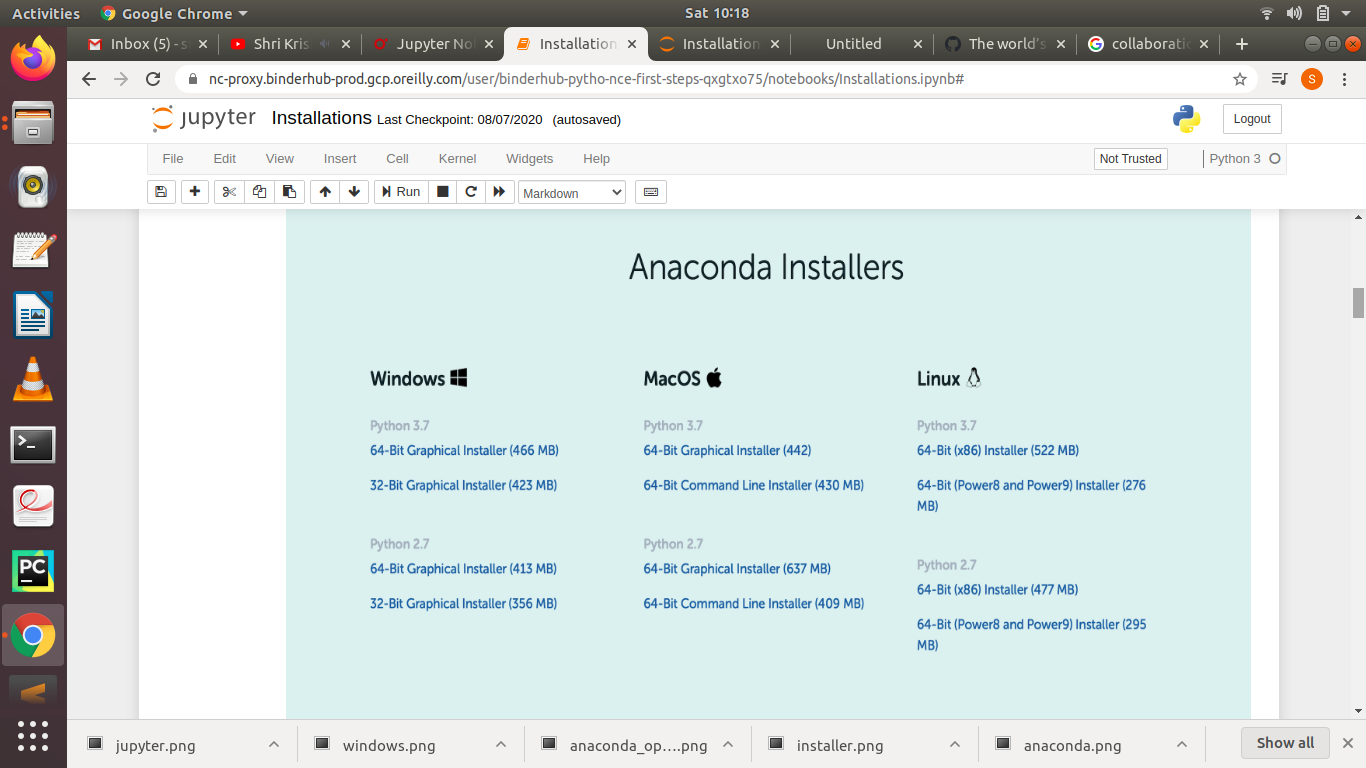 Activities Google Chrome Sat 10:18
Inbox (5) - s Shri Kris Jupyter No Installation Installation Untitled The world's collaboratio
nc-proxy.binderhub-prod.gcp.oreilly.com/user/binderhub-pytho-nce-first-steps-qxgtxo75/notebooks/Installations.ipynb# S
jupyter Installations Last Checkpoint: 08/07/2020 (autosaved) Logout
File Edit View Insert Cell Kernel Widgets Help Not Trusted Python 3
Run Markdown
Anaconda Installers
Windows
Python 3.7
64-Bit Graphical Installer (466 MB)
32-Bit Graphical Installer (423 MB)
Python 2.7
64-Bit Graphical Installer (413 MB)
32-Bit Graphical Installer (356 MB)
MacOS
Python 3.7
64-Bit Graphical Installer (442)
64-Bit Command Line Installer (430 MB)
Python 2.7
64-Bit Graphical Installer (637 MB)
64-Bit Command Line Installer (409 MB)
Linux
Python 3.7
64-Bit (x86) Installer (522 MB)
64-Bit (Power8 and Power9) Installer (276
MB)
Python 2.7
64-Bit (x86) Installer (477 MB)
64-Bit (Power8 and Power9) Installer (295
MB)
PC
jupyter.png windows.png anaconda_op....png installer.png anaconda.png Show all